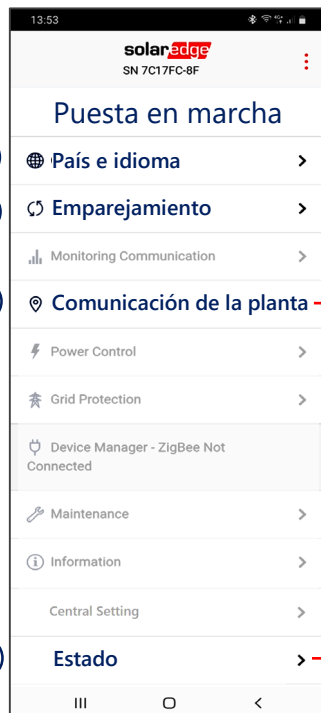 13:53
4G+
solaredge
SN 7C17FC-8F
Puesta en marcha
País e idioma
Emparejamiento
Monitoring Communication
Comunicación de la planta
Power Control
Grid Protection
Device Manager - ZigBee Not
Connected
Maintenance
Information
Central Setting
Estado